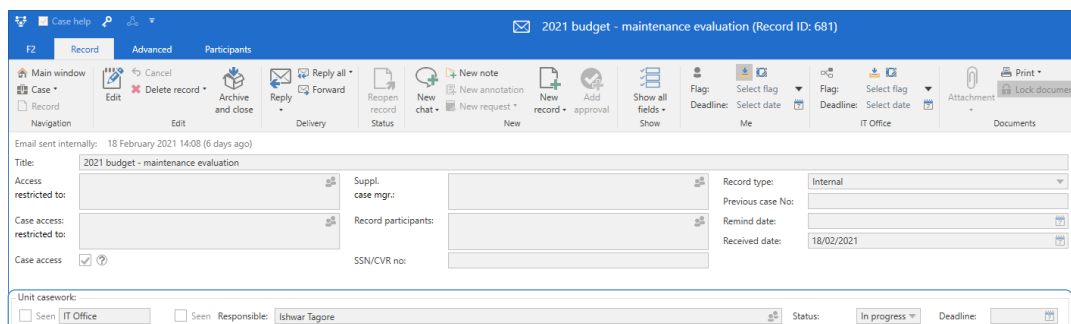 Case help
2021 budget - maintenance evaluation (Record ID: 681)
F2 Record Advanced Participants
Main window Cancel Reply all New note Flag: Select flag Flag: Select flag Print
Case Delete record Forward New annotation Deadline: Select date Deadline: Select date Lock documen
Record Edit Archive and close Reply Reopen record New chat New request New record Add approval Show all fields Attachment
Navigation Edit Delivery Status New Show Me IT Office Documents
Email sent internally: 18 February 2021 14:08 (6 days ago)
Title: 2021 budget - maintenance evaluation
Access restricted to: Suppl. case mgr.: Record type: Internal
Previous case No:
Case access: restricted to: Record participants: Remind date:
Received date: 18/02/2021
Case access SSN/CVR no:
Unit casework:
Seen IT Office Seen Responsible: Ishwar Tagore Status: In progress Deadline: